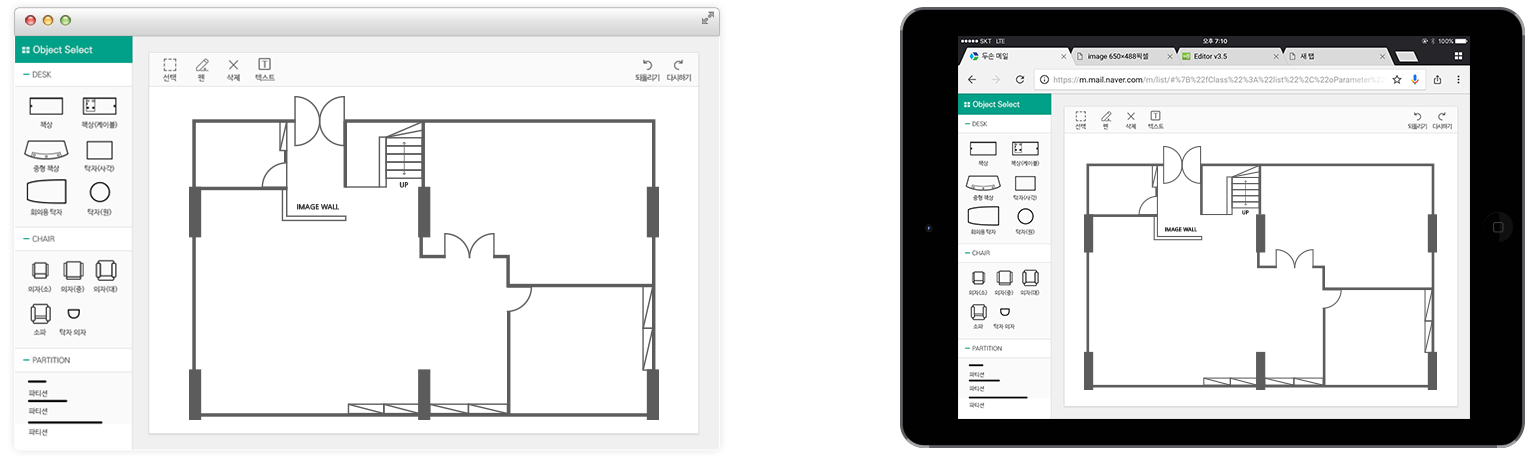 Object Select
DESK
책상
책상(케이블)
중형 책상
탁자(사각)
회의용 탁자
탁자(원)
CHAIR
의자(소)
의자(중)
의자(대)
소파
탁자 의자
PARTITION
파티션
파티션
파티션
선택
펜
삭제
텍스트
되돌리기
다시하기
UP
IMAGE WALL
SKT LTE
오후 7:10
100%
두손 메일
image 650×488픽셀
Editor v3.5
새 탭
https://m.mail.naver.com/m/list/#%7B%22fClass%22%3A%22list%22%2C%22oParameter%
Object Select
DESK
책상
책상(케이블)
중형 책상
탁자(사각)
회의용 탁자
탁자(원)
CHAIR
의자(소)
의자(중)
의자(대)
소파
탁자 의자
PARTITION
파티션
파티션
파티션
선택
펜
삭제
텍스트
되돌리기
다시하기
UP
IMAGE WALL